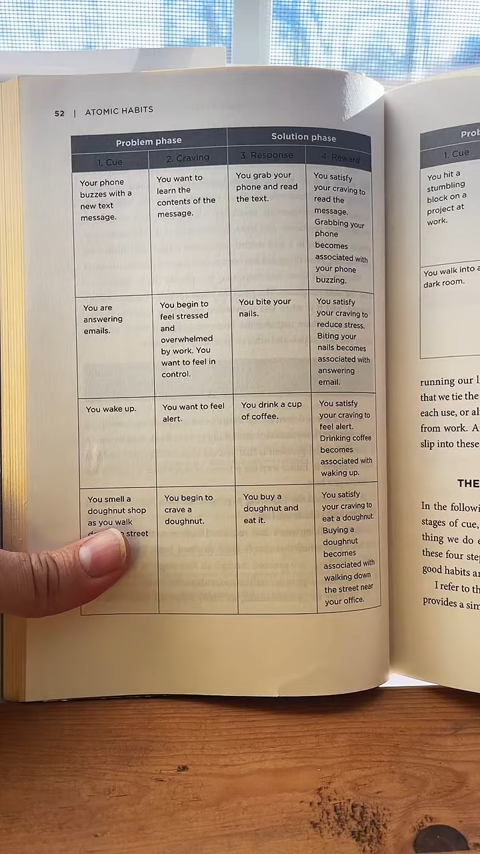 52 | ATOMIC HABITS
Problem phase
Solution phase
1. Cue
2. Craving
3. Response
4. Reward
Your phone
buzzes with a
new text
message.
You want to
learn the
contents of the
message.
You grab your
phone and read
the text.
You satisfy
your craving to
read the
message.
Grabbing your
phone
becomes
associated with
your phone
buzzing.
You are
answering
emails.
You begin to
feel stressed
and
overwhelmed
by work. You
want to feel in
control.
You bite your
nails.
You satisfy
your craving to
reduce stress.
Biting your
nails becomes
associated with
answering
email.
You wake up.
You want to feel
alert.
You drink a cup
of coffee.
You satisfy
your craving to
feel alert.
Drinking coffee
becomes
associated with
waking up.
You smell a
doughnut shop
as you walk
street
You begin to
crave a
doughnut.
You buy a
doughnut and
eat it.
You satisfy
your craving to
eat a doughnut.
Buying a
doughnut
becomes
associated with
walking down
the street near
your office.
1. Cue
You hit a
stumbling
block on a
project at
work.
You walk into a
dark room.
running our
that we tie the
each use, or
from work.
slip into these
THE
In the
stages of cue,
thing we do
these four
good habits
I refer to
provides a